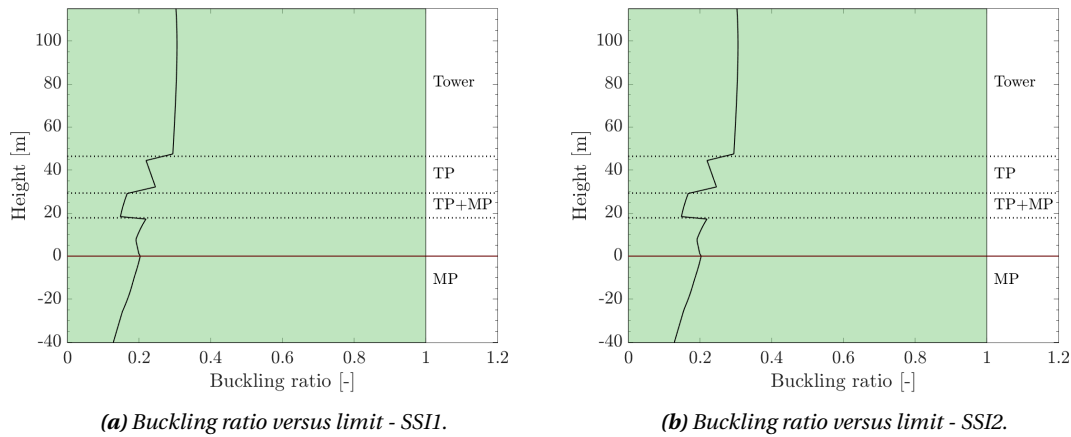 100
80
60
40
20
0
-20
-40
Height [m]
Tower
TP
TP+MP
MP
0 0.2 0.4 0.6 0.8 1 1.2
Buckling ratio [-]
(a) Buckling ratio versus limit - SSI1.
100
80
60
40
20
0
-20
-40
Height [m]
Tower
TP
TP+MP
MP
0 0.2 0.4 0.6 0.8 1 1.2
Buckling ratio [-]
(b) Buckling ratio versus limit - SSI2.